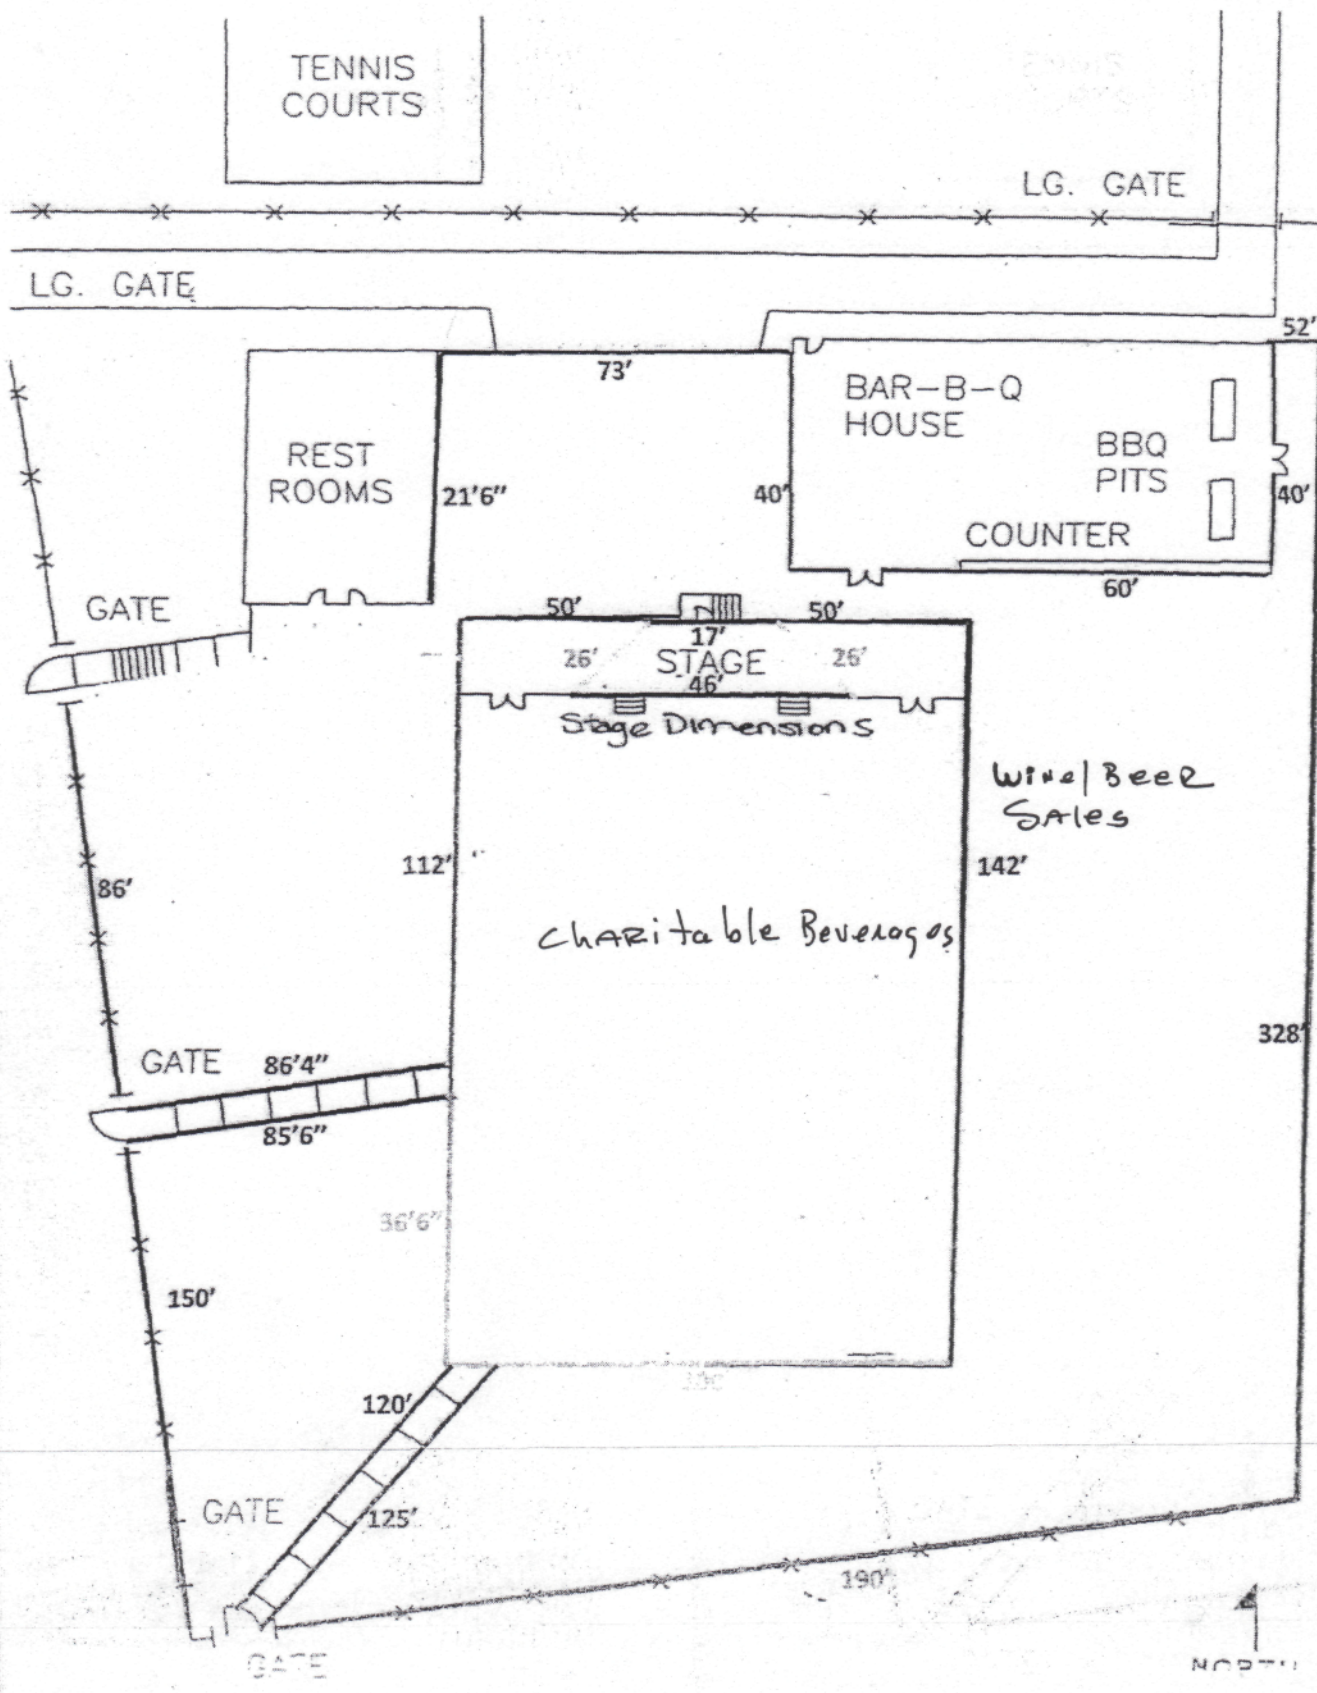 TENNIS
COURTS
LG. GATE
LG. GATE
52'
73'
BAR-B-Q
HOUSE
REST
ROOMS
BBQ
PITS
21'6"
40'
40'
COUNTER
60'
GATE
50'
50'
17'
26'
STAGE
26'
46'
Stage Dimensions
Wine/Beer
Sales
112'
142'
86'
Charitable Beverages
328'
GATE
86'4"
85'6"
36'6"
150'
120'
GATE
125'
190'
GATE